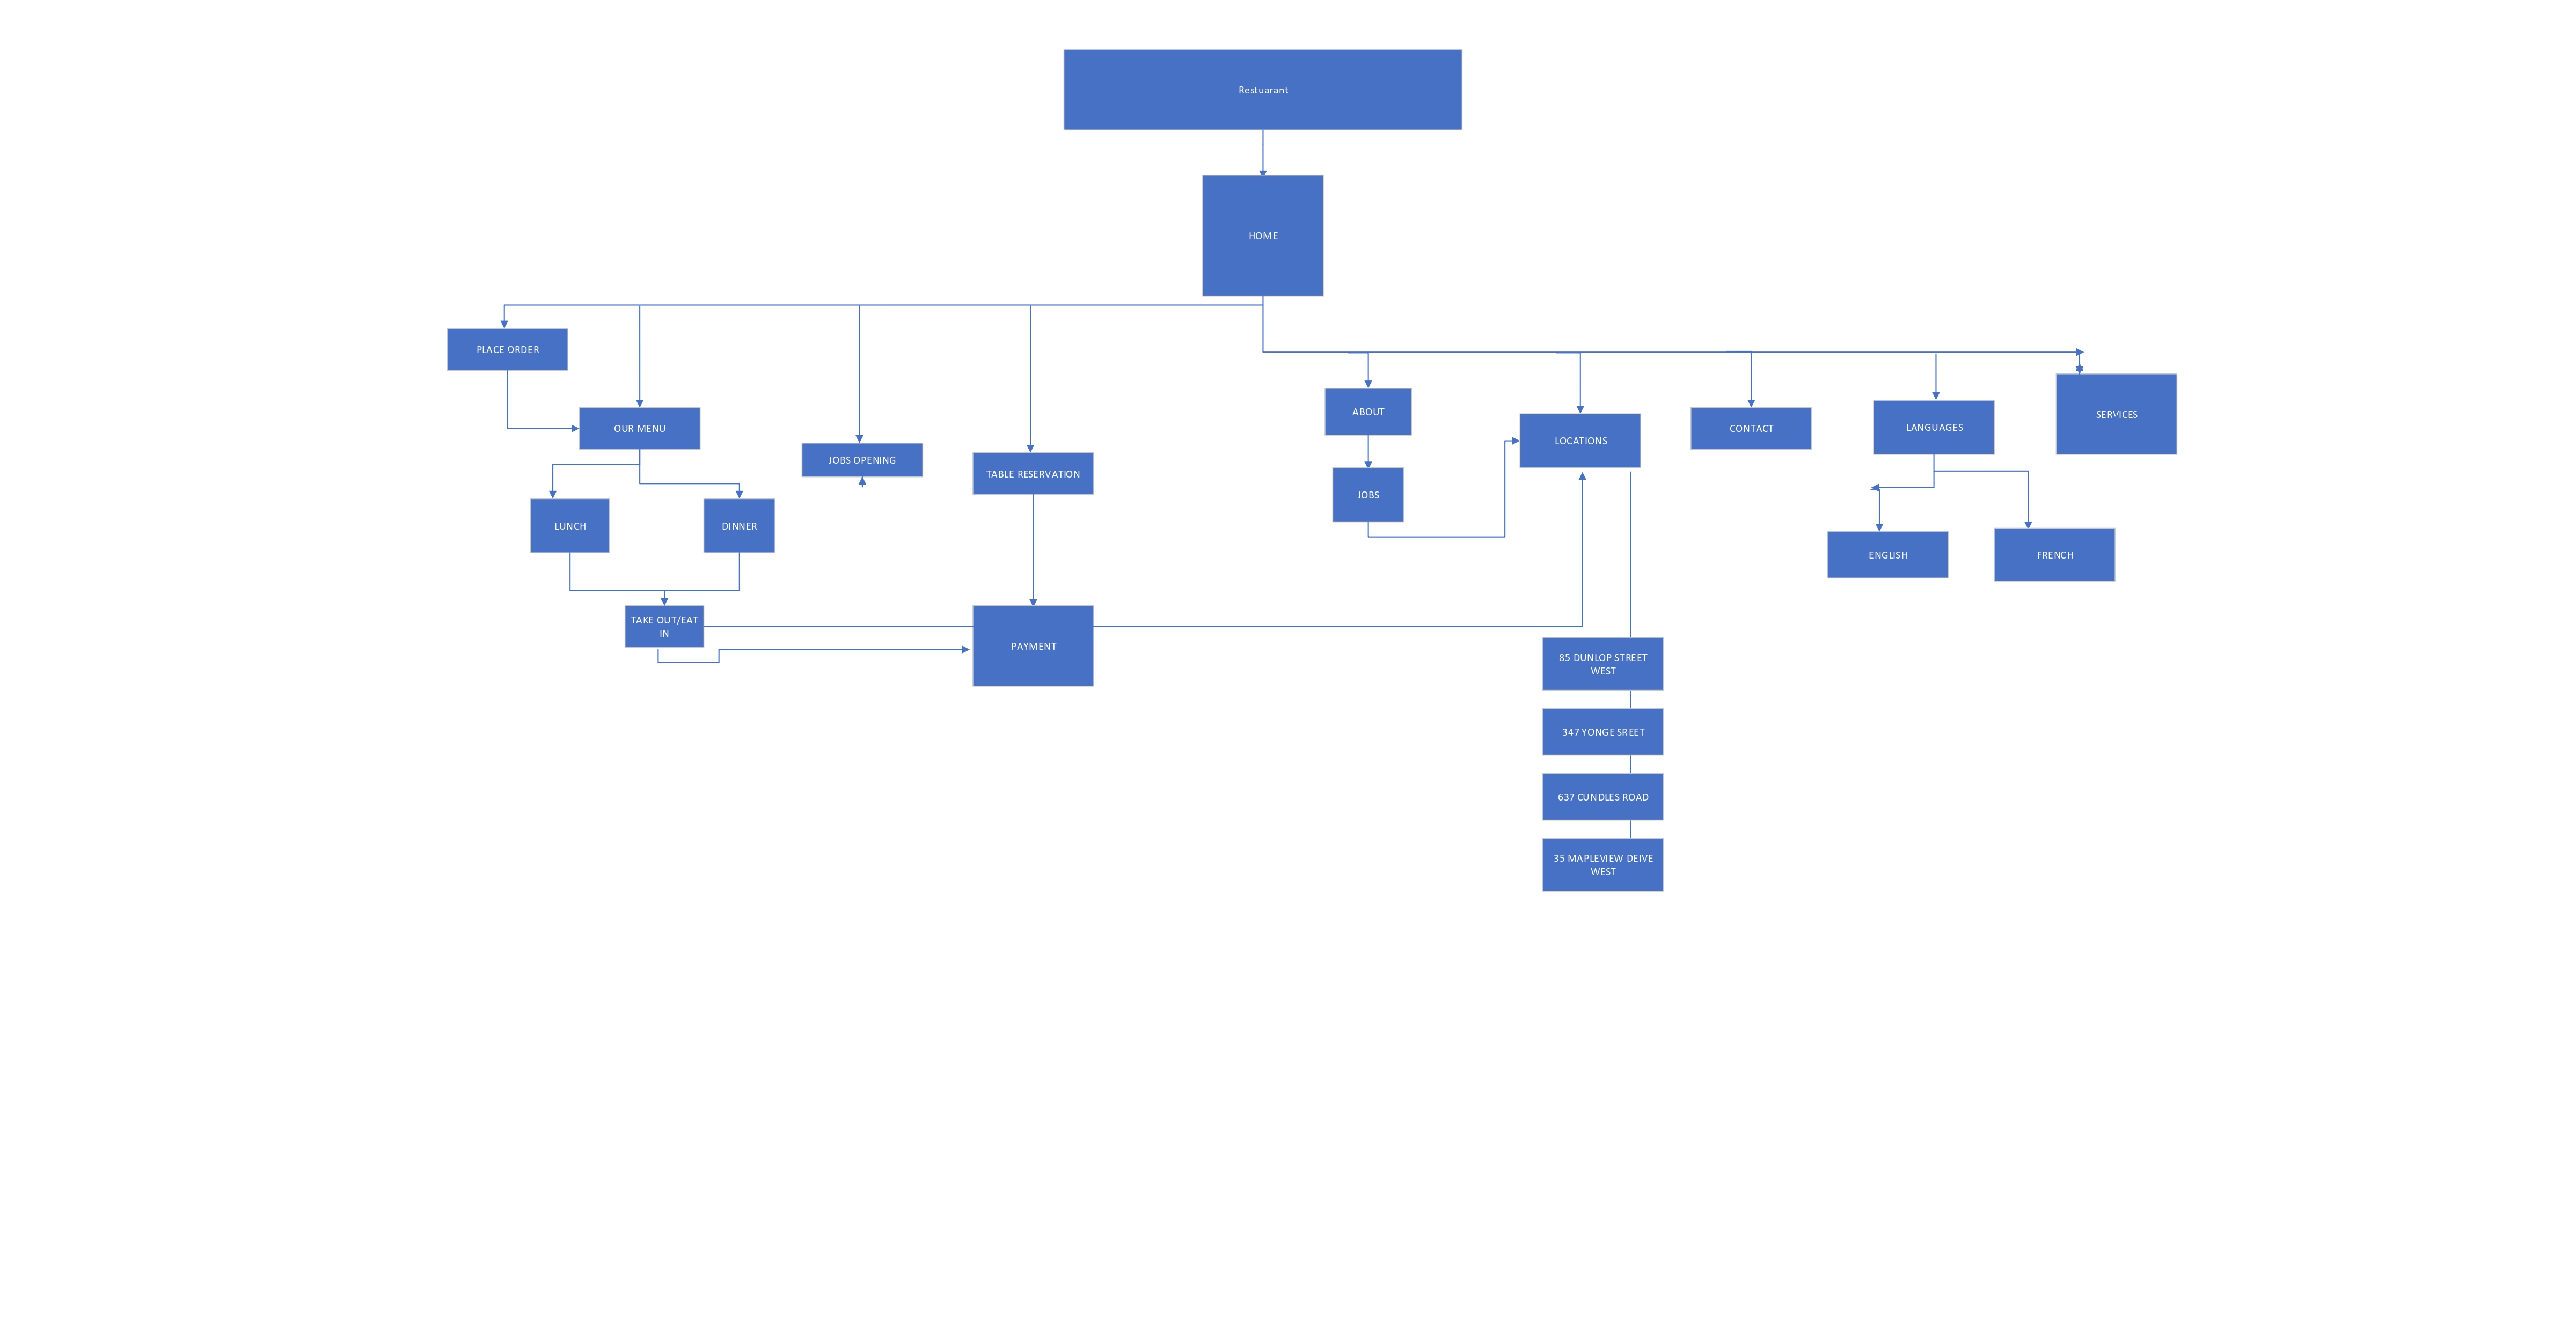 Restuarant
HOME
PLACE ORDER
OUR MENU
JOBS OPENING
TABLE RESERVATION
ABOUT
LOCATIONS
CONTACT
LANGUAGES
SERVICES
JOBS
LUNCH
DINNER
ENGLISH
FRENCH
TAKE OUT/EAT
IN
PAYMENT
85 DUNLOP STREET
WEST
347 YONGE SREET
637 CUNDLES ROAD
35 MAPLEVIEW DEIVE
WEST